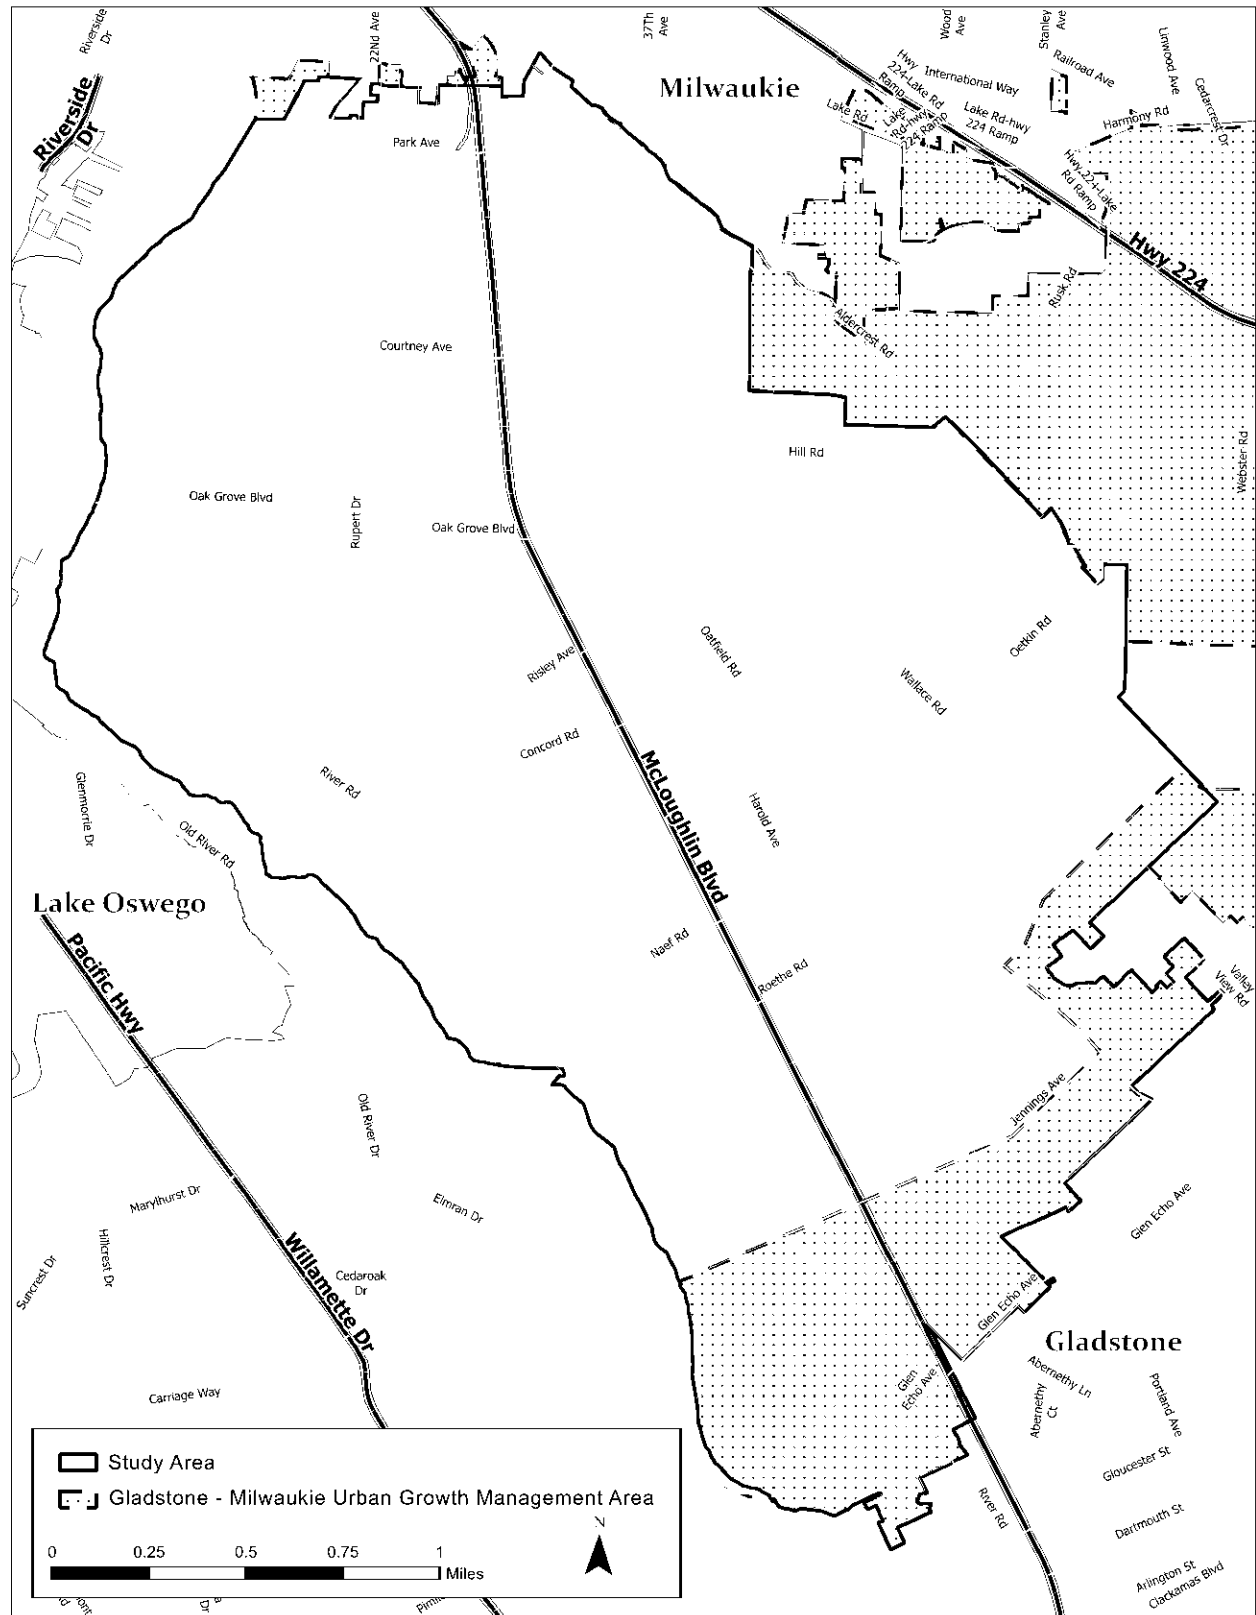 Riverside
Dr
22Nd Ave
37Th
Ave
Wood
Ave
Stanley
Ave
Linwood Ave
Railroad Ave
Cedarcrest Dr
Riverside
Dr
Milwaukie
Hwy
224-Lake Rd
Ramp
International Way
Lake Rd
Lake
Rd-hwy
224 Ramp
Lake Rd-hwy
224 Ramp
Harmony Rd
Hwy 224-Lake
Rd Ramp
Park Ave
Hwy 224
Rusk Rd
Aldercrest Rd
Courtney Ave
Hill Rd
Webster Rd
Oak Grove Blvd
Rupert Dr
Oak Grove Blvd
Oatfield Rd
Oetkin Rd
Risley Ave
Wallace Rd
Concord Rd
River Rd
McLoughlin Blvd
Harold Ave
Glenmorrie Dr
Old River Rd
Lake Oswego
Pacific Hwy
Naef Rd
Roethe Rd
Valley
View Rd
Jennings Ave
Old River Dr
Marylhurst Dr
Elmran Dr
Glen Echo Ave
Hillcrest Dr
Suncrest Dr
Willamette Dr
Cedaroak
Dr
Glen Echo Ave
Gladstone
Glen
Echo Ave
Abernethy Ln
Abernethy
Ct
Portland Ave
Carriage Way
Gloucester St
River Rd
Dartmouth St
Arlington St
Clackamas Blvd
Study Area
Gladstone - Milwaukie Urban Growth Management Area
N
0 0.25 0.5 0.75 1
Miles
Dr